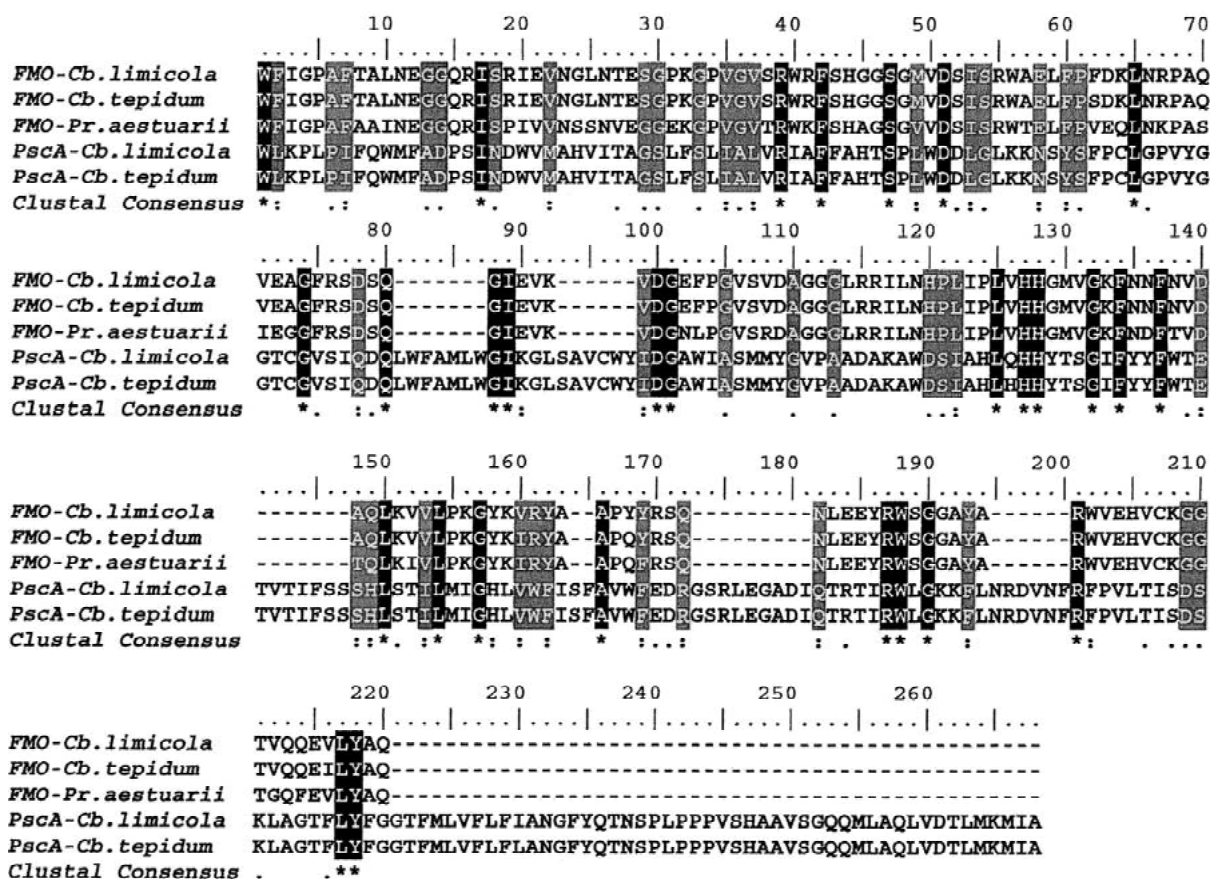 10 20 30 40 50 60 70
FMO-Cb.limicola WFIGPAFTALNEGGQRISRIEVNGLNTESGPKGPVGVSRWRFSHGGSGMVDSISRWAELFPFDKLNRPAQ
FMO-Cb.tepidum WFIGPAFTALNEGGQRISRIEVNGLNTESGPKGPVGVSRWRFSHGGSGMVDSISRWAELFPSDKLNRPAQ
FMO-Pr.aestuarii WFIGPAFAAINEGGQRISPIVVNSSNVEGGEKGPVGVTRWKFSHAGSGVVDSISRWTELFPVEQLNKPAS
PscA-Cb.limicola WLKPLPIFQWMFADPSINDWVMAHVITAGSLFSLIALVRIAFFAHTSPLWDDLGLKKNSYSFPCLGPVYG
PscA-Cb.tepidum WLKPLPIFQWMFADPSINDWVMAHVITAGSLFSLIALVRIAFFAHTSPLWDDLGLKKNSYSFPCLGPVYG
Clustal Consensus *: .: .. *. : . .. : :.: * * * : *.:. : :: *.
80 90 100 110 120 130 140
FMO-Cb.limicola VEAGFRSDSQ-------GIEVK------VDGEFPGVSVDAGGGLRRILNHPLIPLVHHGMVGKFNNFNVD
FMO-Cb.tepidum VEAGFRSDSQ-------GIEVK------VDGEFPGVSVDAGGGLRRILNHPLIPLVHHGMVGKFNNFNVD
FMO-Pr.aestuarii IEGGFRSDSQ-------GIEVK------VDGNLPGVSRDAGGGLRRILNHPLIPLVHHGMVGKFNDFTVD
PscA-Cb.limicola GTCGVSIQDQLWFAMLWGIKGLSAVCWYIDGAWIASMMYGVPAADAKAWDSIAHLQHHYTSGIFYYFWTE
PscA-Cb.tepidum GTCGVSIQDQLWFAMLWGIKGLSAVCWYIDGAWIASMMYGVPAADAKAWDSIAHLHHHYTSGIFYYFWTE
Clustal Consensus *. :.* **: :** . . . ..: * ** * * * .:
150 160 170 180 190 200 210
FMO-Cb.limicola -------AQLKVVLPKGYKVRYA--APYYRSQ---------NLEEYRWSGGAYA------RWVEHVCKGG
FMO-Cb.tepidum -------AQLKVVLPKGYKIRYA--APQYRSQ---------NLEEYRWSGGAYA------RWVEHVCKGG
FMO-Pr.aestuarii -------TQLKIVLPKGYKIRYA--APQFRSQ---------NLEEYRWSGGAYA------RWVEHVCKGG
PscA-Cb.limicola TVTIFSSSHLSTILMIGHLVWFISFAVWFEDRGSRLEGADIQTRTIRWLGKKFLNRDVNFRFPVLTISDS
PscA-Cb.tepidum TVTIFSSSHLSTILMIGHLVWFISFAVWFEDRGSRLEGADIQTRTIRWLGKKFLNRDVNFRFPVLTISDS
Clustal Consensus ::*. :* *: :.: * :..: : . ** * : *: . ...
220 230 240 250 260
FMO-Cb.limicola TVQQEVLYAQ------------------------------------------------
FMO-Cb.tepidum TVQQEILYAQ------------------------------------------------
FMO-Pr.aestuarii TGQFEVLYAQ------------------------------------------------
PscA-Cb.limicola KLAGTFLYFGGTFMLVFLFIANGFYQTNSPLPPPVSHAAVSGQQMLAQLVDTLMKMIA
PscA-Cb.tepidum KLAGTFLYFGGTFMLVFLFLANGFYQTNSPLPPPVSHAAVSGQQMLAQLVDTLMKMIA
Clustal Consensus . .**